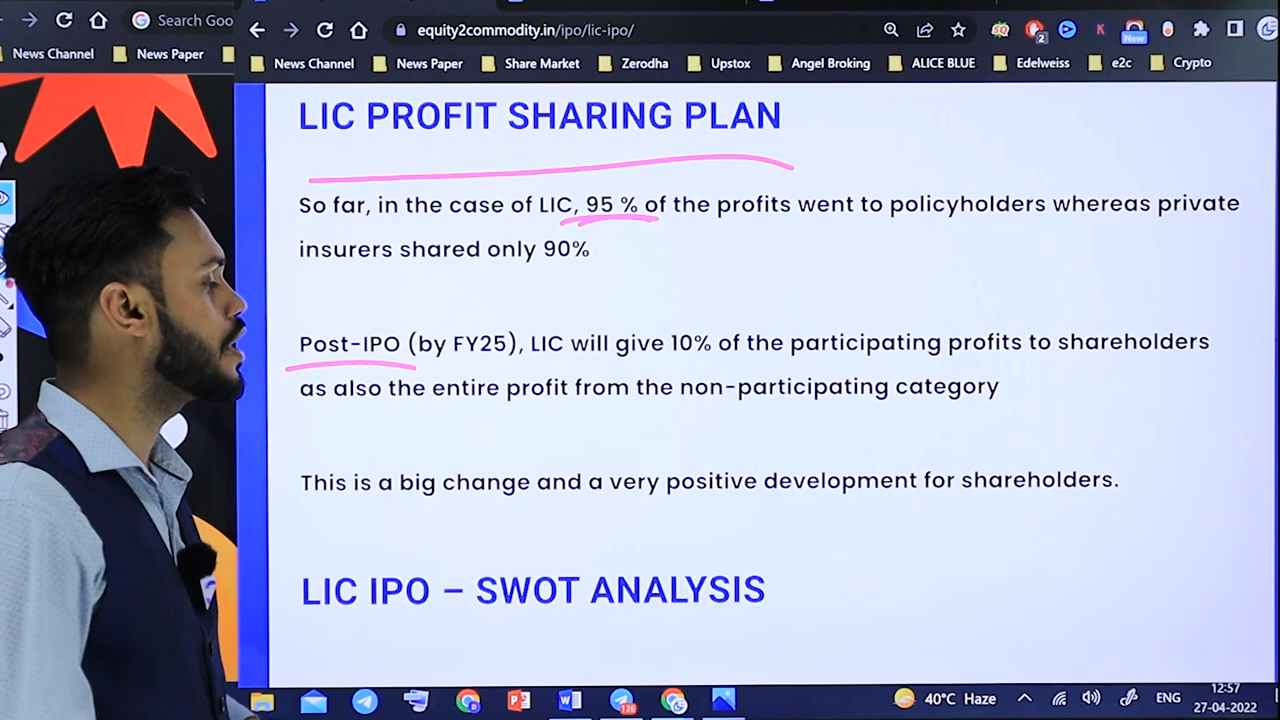 Search Goo
equity2commodity.in/ipo/lic-ipo/
2
New
News Channel
News Paper
News Channel
News Paper
Share Market
Zerodha
Upstox
Angel Broking
ALICE BLUE
Edelweiss
e2c
Crypto
LIC PROFIT SHARING PLAN
So far, in the case of LIC, 95 % of the profits went to policyholders whereas private
insurers shared only 90%
Post-IPO (by FY25), LIC will give 10% of the participating profits to shareholders
as also the entire profit from the non-participating category
This is a big change and a very positive development for shareholders.
LIC IPO – SWOT ANALYSIS
126
40°C Haze
ENG
12:57
27-04-2022